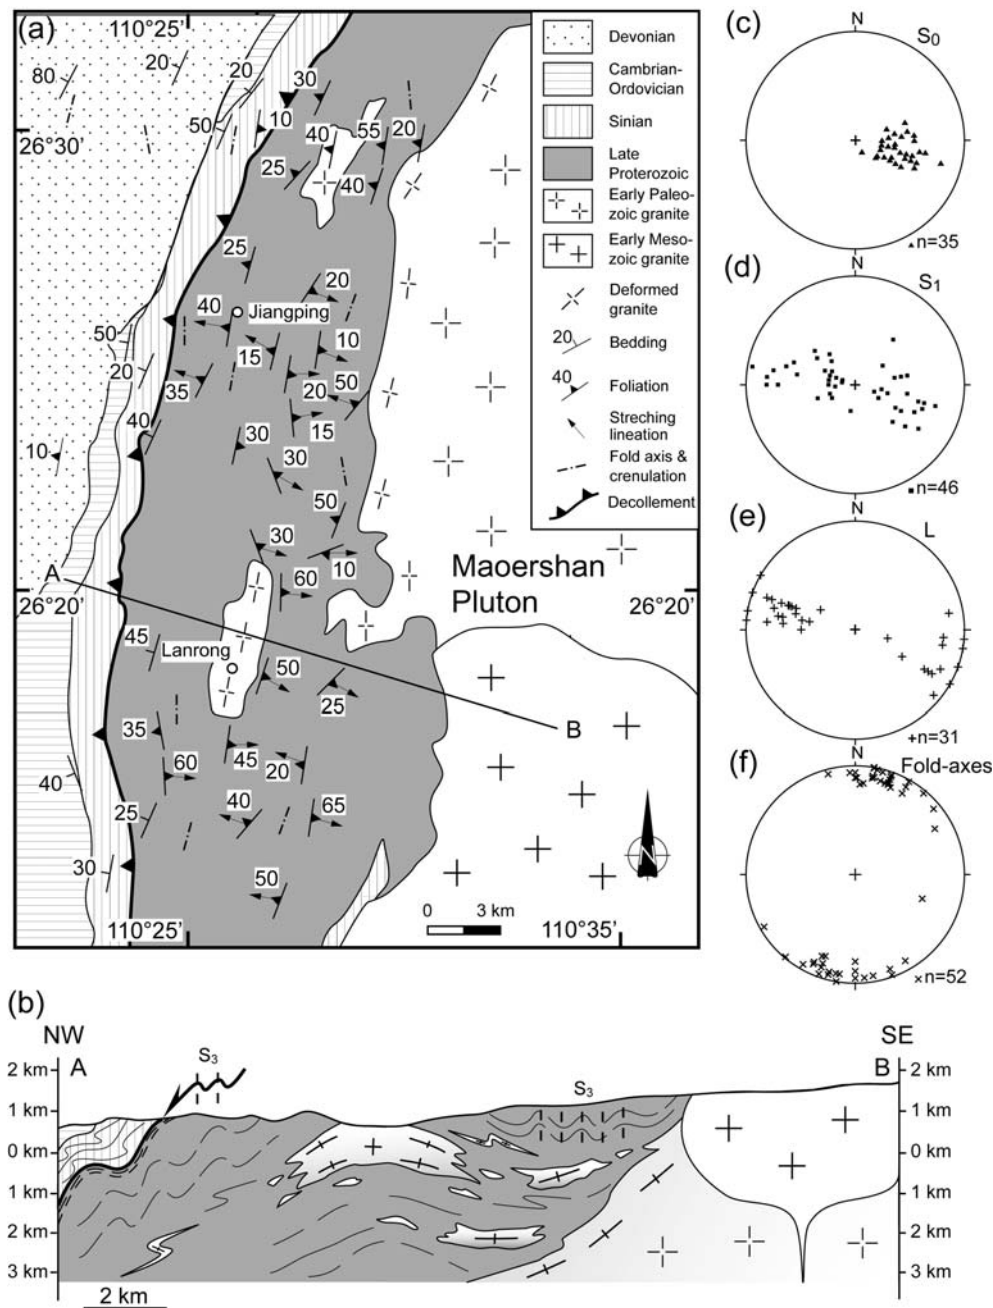 (a)
110°25'
26°30'
80
20
20
50
30
10
40
55
20
25
40
25
20
Jiangping
40
50
20
15
10
35
20
50
15
40
30
30
10
50
30
10
A
60
26°20'
26°20'
Maoershan
Pluton
45
Lanrong
50
25
B
35
60
45
20
40
25
40
65
30
50
N
0 3 km
110°25'
110°35'
Devonian
Cambrian-
Ordovician
Sinian
Late
Proterozoic
Early Paleo-
zoic granite
Early Meso-
zoic granite
Deformed
granite
20
Bedding
40
Foliation
Streching
lineation
Fold axis &
crenulation
Decollement
(c)
N
S0
n=35
(d)
N
S1
n=46
(e)
N
L
n=31
(f)
N
Fold-axes
n=52
(b)
NW
SE
A
B
S3
S3
2 km
1 km
0 km
1 km
2 km
3 km
2 km
1 km
0 km
1 km
2 km
3 km
2 km